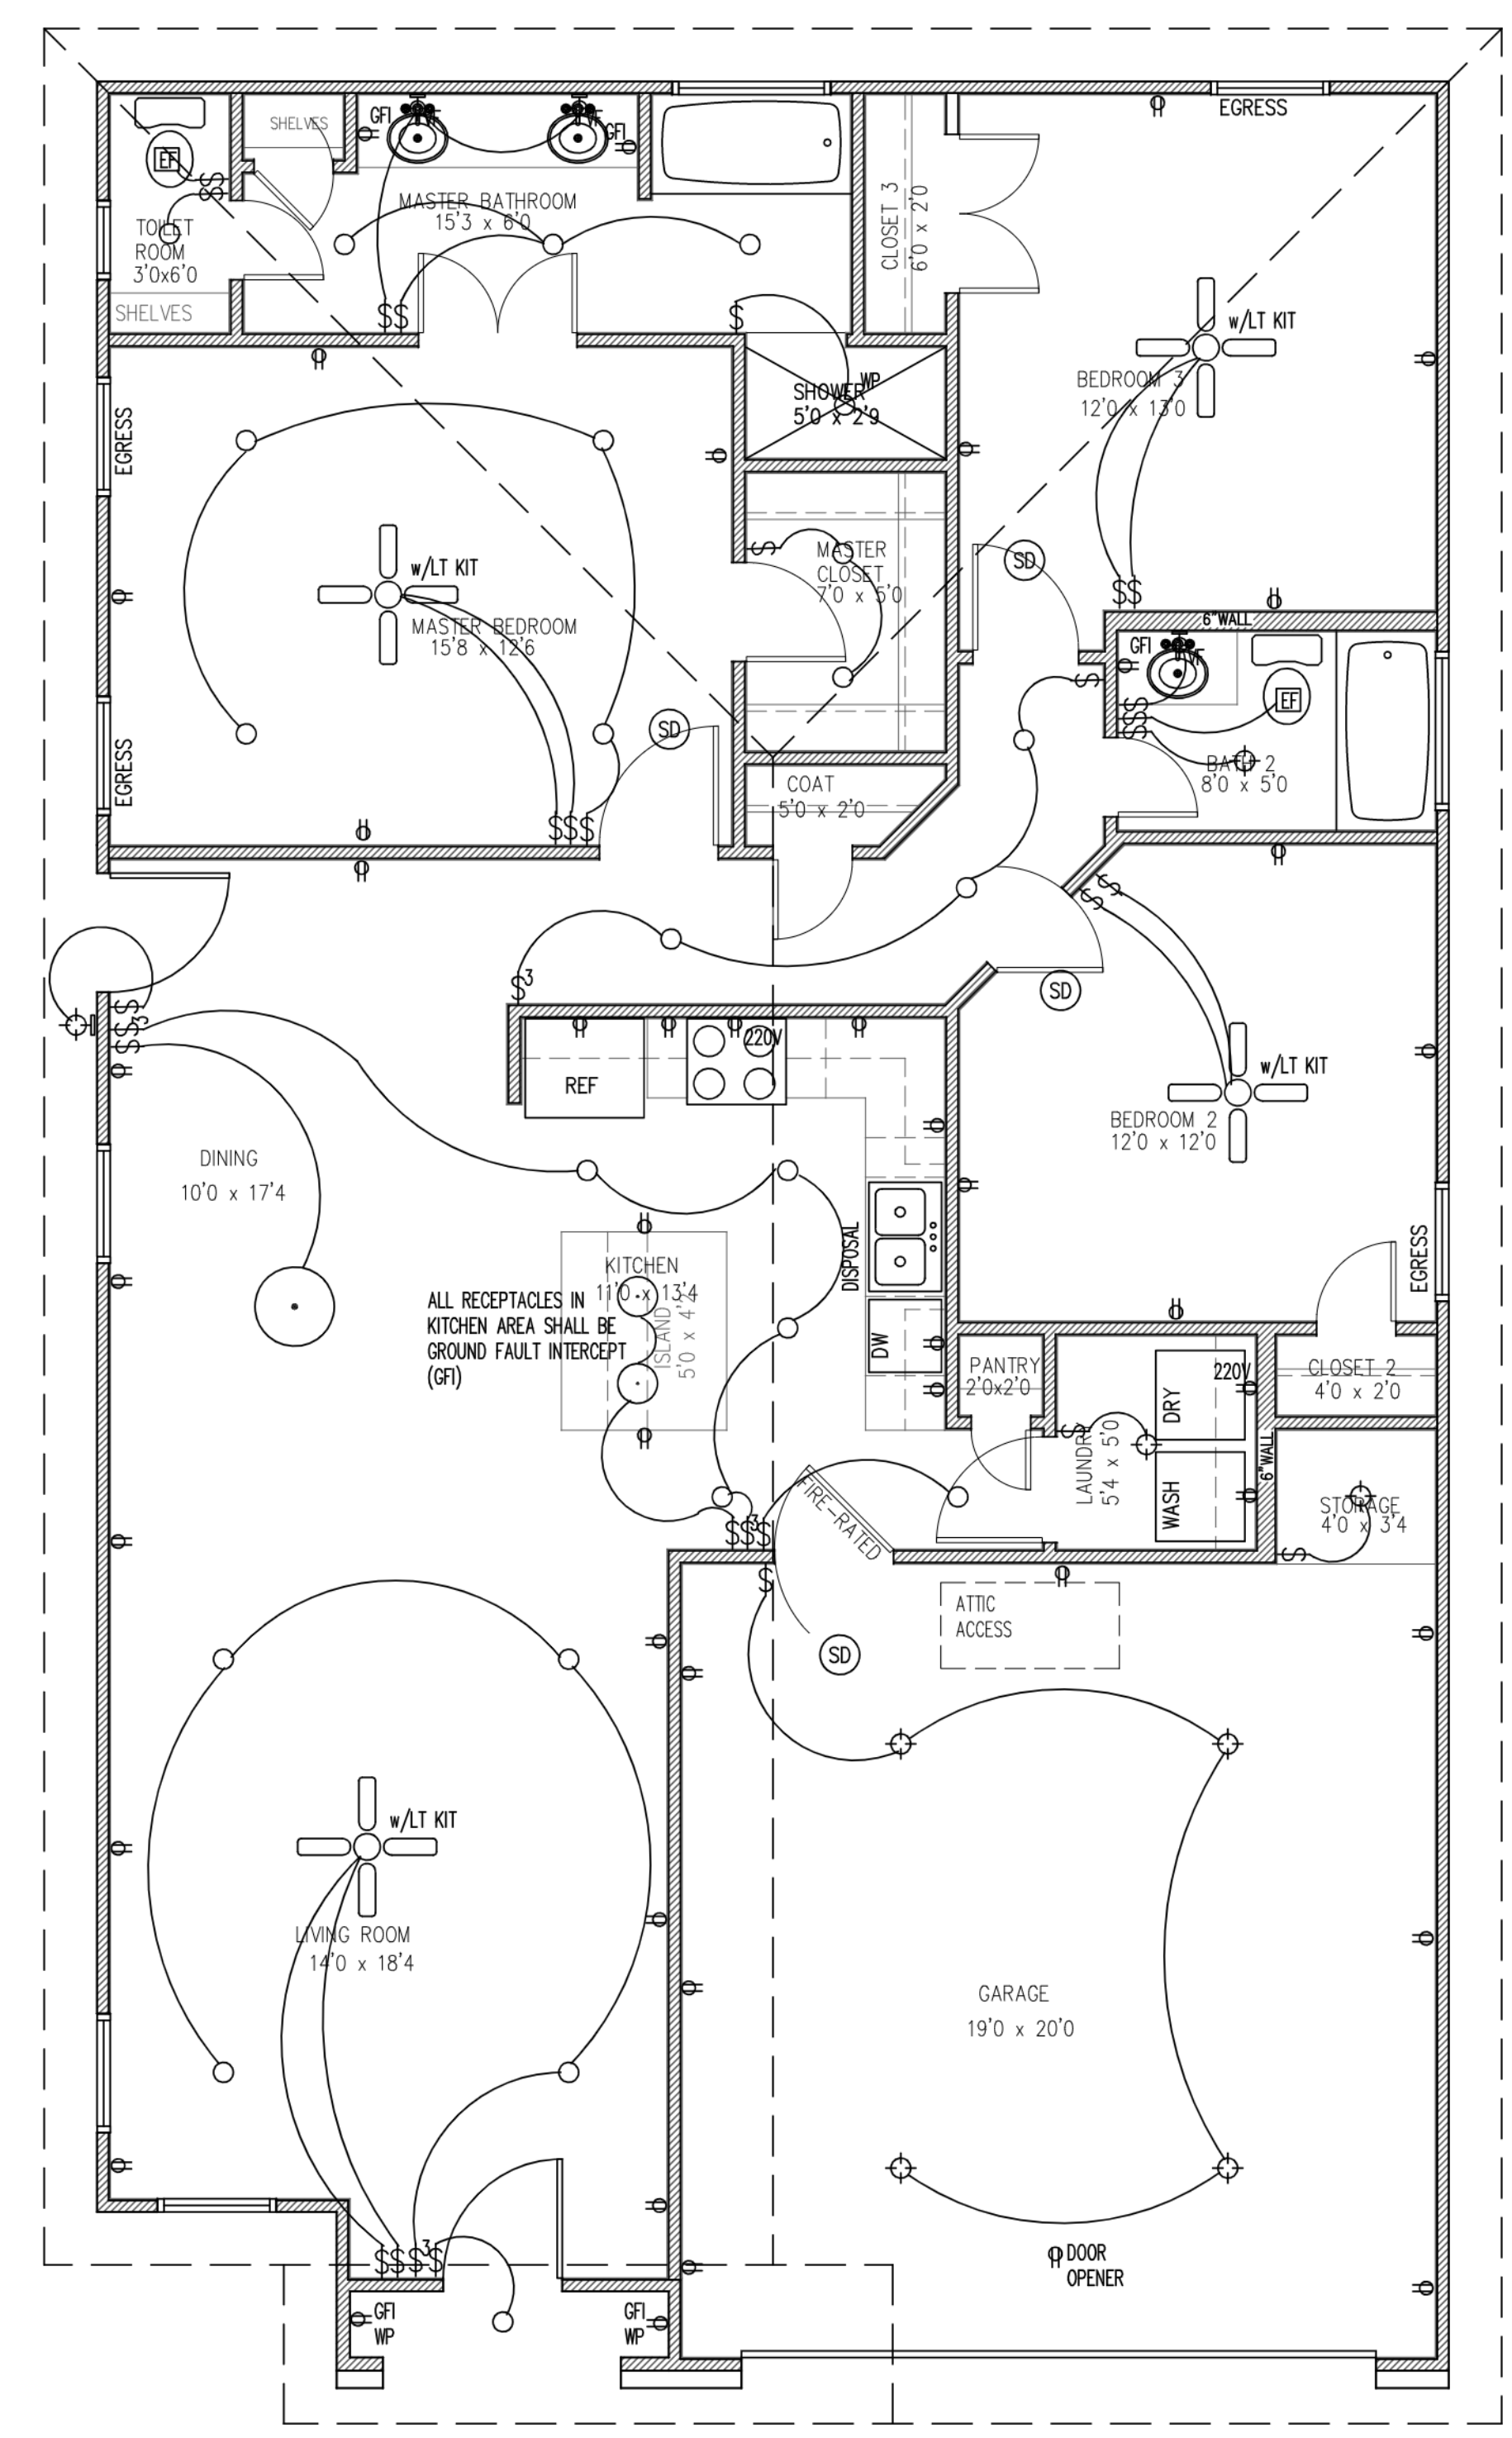 EGRESS
SHELVES
GFI
VF
VF
GFI
EF
$$
TOILET
ROOM
3'0x6'0
SHELVES
MASTER BATHROOM
15'3 x 6'0
$$
$
CLOSET 3
6'0 x 2'0
w/LT KIT
BEDROOM 3
12'0 x 13'0
SHOWER
WP
5'0 x 2'9
EGRESS
w/LT KIT
MASTER BEDROOM
15'8 x 12'6
$
MASTER
CLOSET
7'0 x 5'0
SD
$$
6"WALL
GFI
VF
EF
$
$$$
BATH 2
8'0 x 5'0
SD
EGRESS
$$$
COAT
5'0 x 2'0
$$
$3
SD
$$$3
220V
REF
w/LT KIT
BEDROOM 2
12'0 x 12'0
DINING
10'0 x 17'4
DISPOSAL
EGRESS
KITCHEN
11'0 x 13'4
ISLAND
5'0 x 4'2
ALL RECEPTACLES IN
KITCHEN AREA SHALL BE
GROUND FAULT INTERCEPT
(GFI)
DW
PANTRY
2'0x2'0
220V
DRY
CLOSET 2
4'0 x 2'0
$
LAUNDRY
5'4 x 5'0
6"WALL
WASH
STORAGE
4'0 x 3'4
$
FIRE-RATED
$$3$
$
ATTIC
ACCESS
SD
w/LT KIT
LIVING ROOM
14'0 x 18'4
GARAGE
19'0 x 20'0
$$$3$
DOOR
OPENER
GFI
WP
GFI
WP